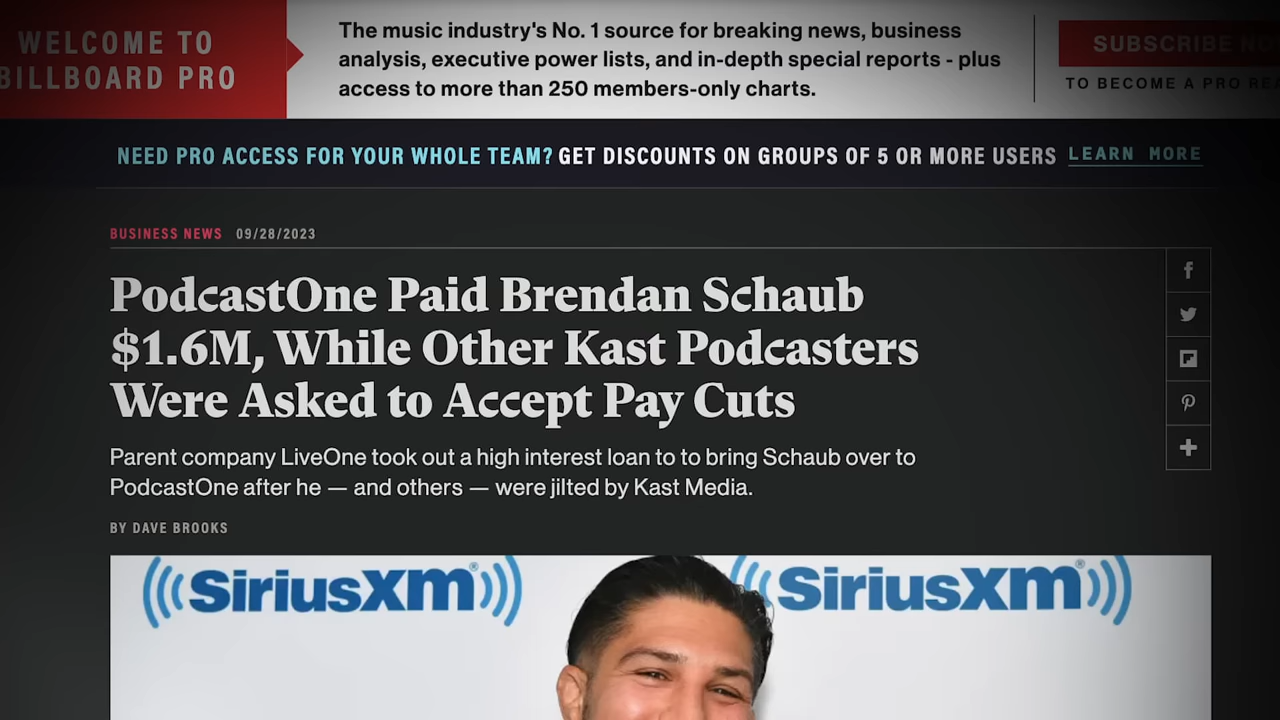 WELCOME TO
BILLBOARD PRO
The music industry's No. 1 source for breaking news, business
analysis, executive power lists, and in-depth special reports - plus
access to more than 250 members-only charts.
SUBSCRIBE
TO BECOME A PRO
NEED PRO ACCESS FOR YOUR WHOLE TEAM? GET DISCOUNTS ON GROUPS OF 5 OR MORE USERS LEARN MORE
BUSINESS NEWS 09/28/2023
PodcastOne Paid Brendan Schaub
$1.6M, While Other Kast Podcasters
Were Asked to Accept Pay Cuts
Parent company LiveOne took out a high interest loan to to bring Schaub over to
PodcastOne after he — and others — were jilted by Kast Media.
BY DAVE BROOKS
SiriusXm® SiriusXm®